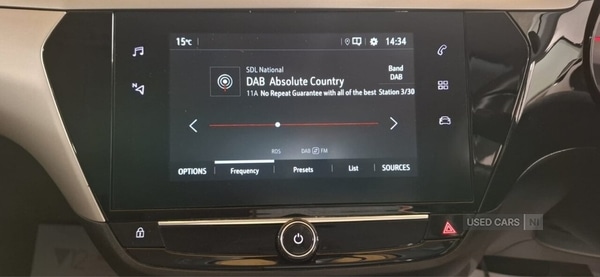 15°c
14:34
SDL National
Band
DAB Absolute Country
DAB
11A No Repeat Guarantee with all of the best Station 3/30
N
RDS DAB FM
OPTIONS Frequency Presets List SOURCES
USED CARS NI